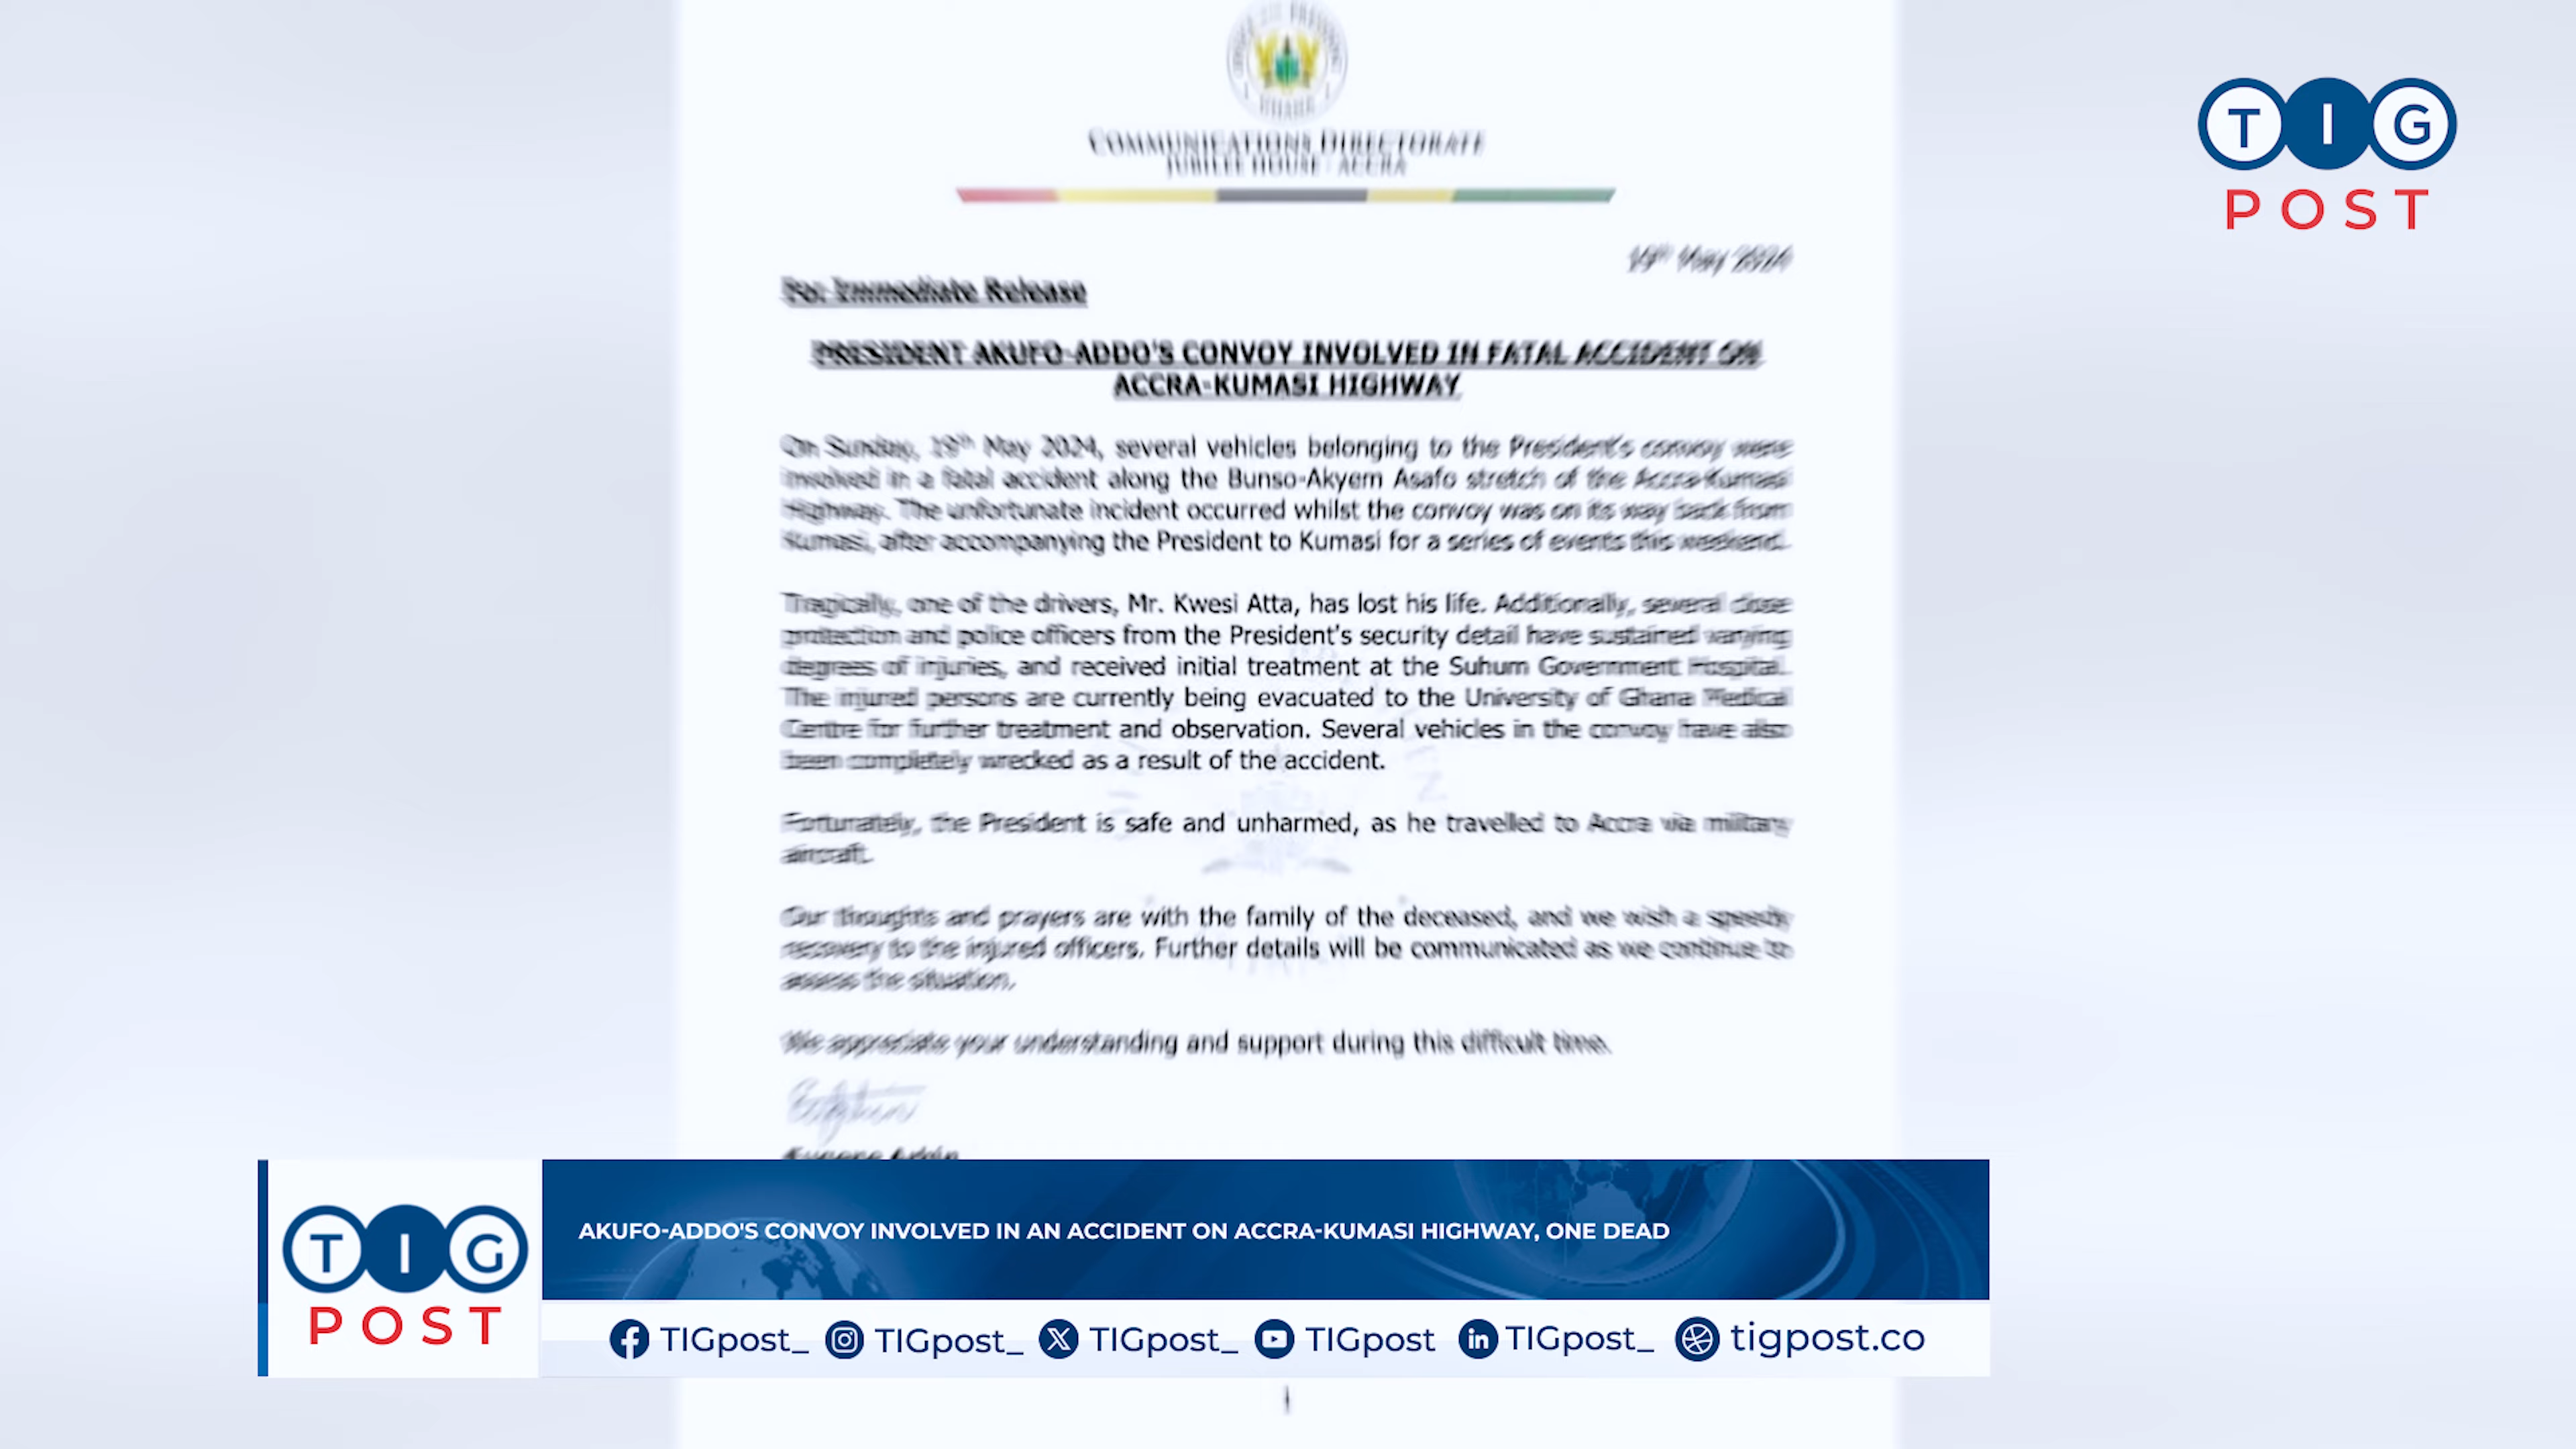 COMMUNICATIONS DIRECTORATE
JUBILEE HOUSE - ACCRA
T I G
POST
19th May 2024
For Immediate Release
PRESIDENT AKUFO-ADDO'S CONVOY INVOLVED IN FATAL ACCIDENT ON
ACCRA-KUMASI HIGHWAY
On Sunday, 19th May 2024, several vehicles belonging to the President's convoy were
involved in a fatal accident along the Bunso-Akyem Asafo stretch of the Accra-Kumasi
Highway. The unfortunate incident occurred whilst the convoy was on its way back from
Kumasi, after accompanying the President to Kumasi for a series of events this weekend.
Tragically, one of the drivers, Mr. Kwesi Atta, has lost his life. Additionally, several close
protection and police officers from the President's security detail have sustained varying
degrees of injuries, and received initial treatment at the Suhum Government Hospital.
The injured persons are currently being evacuated to the University of Ghana Medical
Centre for further treatment and observation. Several vehicles in the convoy have also
been completely wrecked as a result of the accident.
Fortunately, the President is safe and unharmed, as he travelled to Accra via military
aircraft.
Our thoughts and prayers are with the family of the deceased, and we wish a speedy
recovery to the injured officers. Further details will be communicated as we continue to
assess the situation.
We appreciate your understanding and support during this difficult time.
T I G
POST
AKUFO-ADDO'S CONVOY INVOLVED IN AN ACCIDENT ON ACCRA-KUMASI HIGHWAY, ONE DEAD
TIGpost_ TIGpost_ TIGpost_ TIGpost TIGpost_ tigpost.co